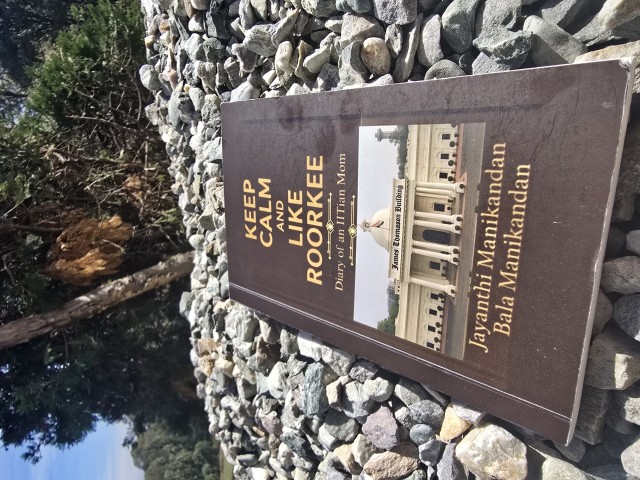 KEEP
CALM
AND
LIKE
ROORKEE
Diary of an IITian Mom
James Thomason Building
Jayanthi Manikandan
Bala Manikandan